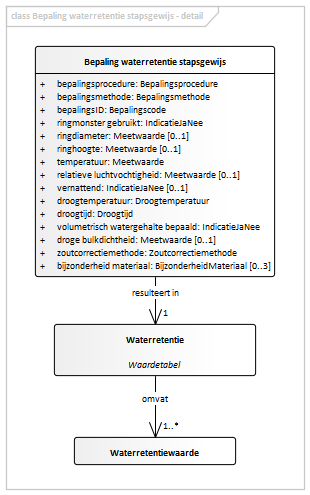 class Bepaling waterretentie stapsgewijs - detail
Bepaling waterretentie stapsgewijs
+ bepalingsprocedure: Bepalingsprocedure
+ bepalingsmethode: Bepalingsmethode
+ bepalingsID: Bepalingscode
+ ringmonster gebruikt: IndicatieJaNee
+ ringdiameter: Meetwaarde [0..1]
+ ringhoogte: Meetwaarde [0..1]
+ temperatuur: Meetwaarde
+ relatieve luchtvochtigheid: Meetwaarde [0..1]
+ vernattend: IndicatieJaNee [0..1]
+ droogtemperatuur: Droogtemperatuur
+ droogtijd: Droogtijd
+ volumetrisch watergehalte bepaald: IndicatieJaNee
+ droge bulkdichtheid: Meetwaarde [0..1]
+ zoutcorrectiemethode: Zoutcorrectiemethode
+ bijzonderheid materiaal: BijzonderheidMateriaal [0..3]
resulteert in
1
Waterretentie
Waardetabel
omvat
1..*
Waterretentiewaarde